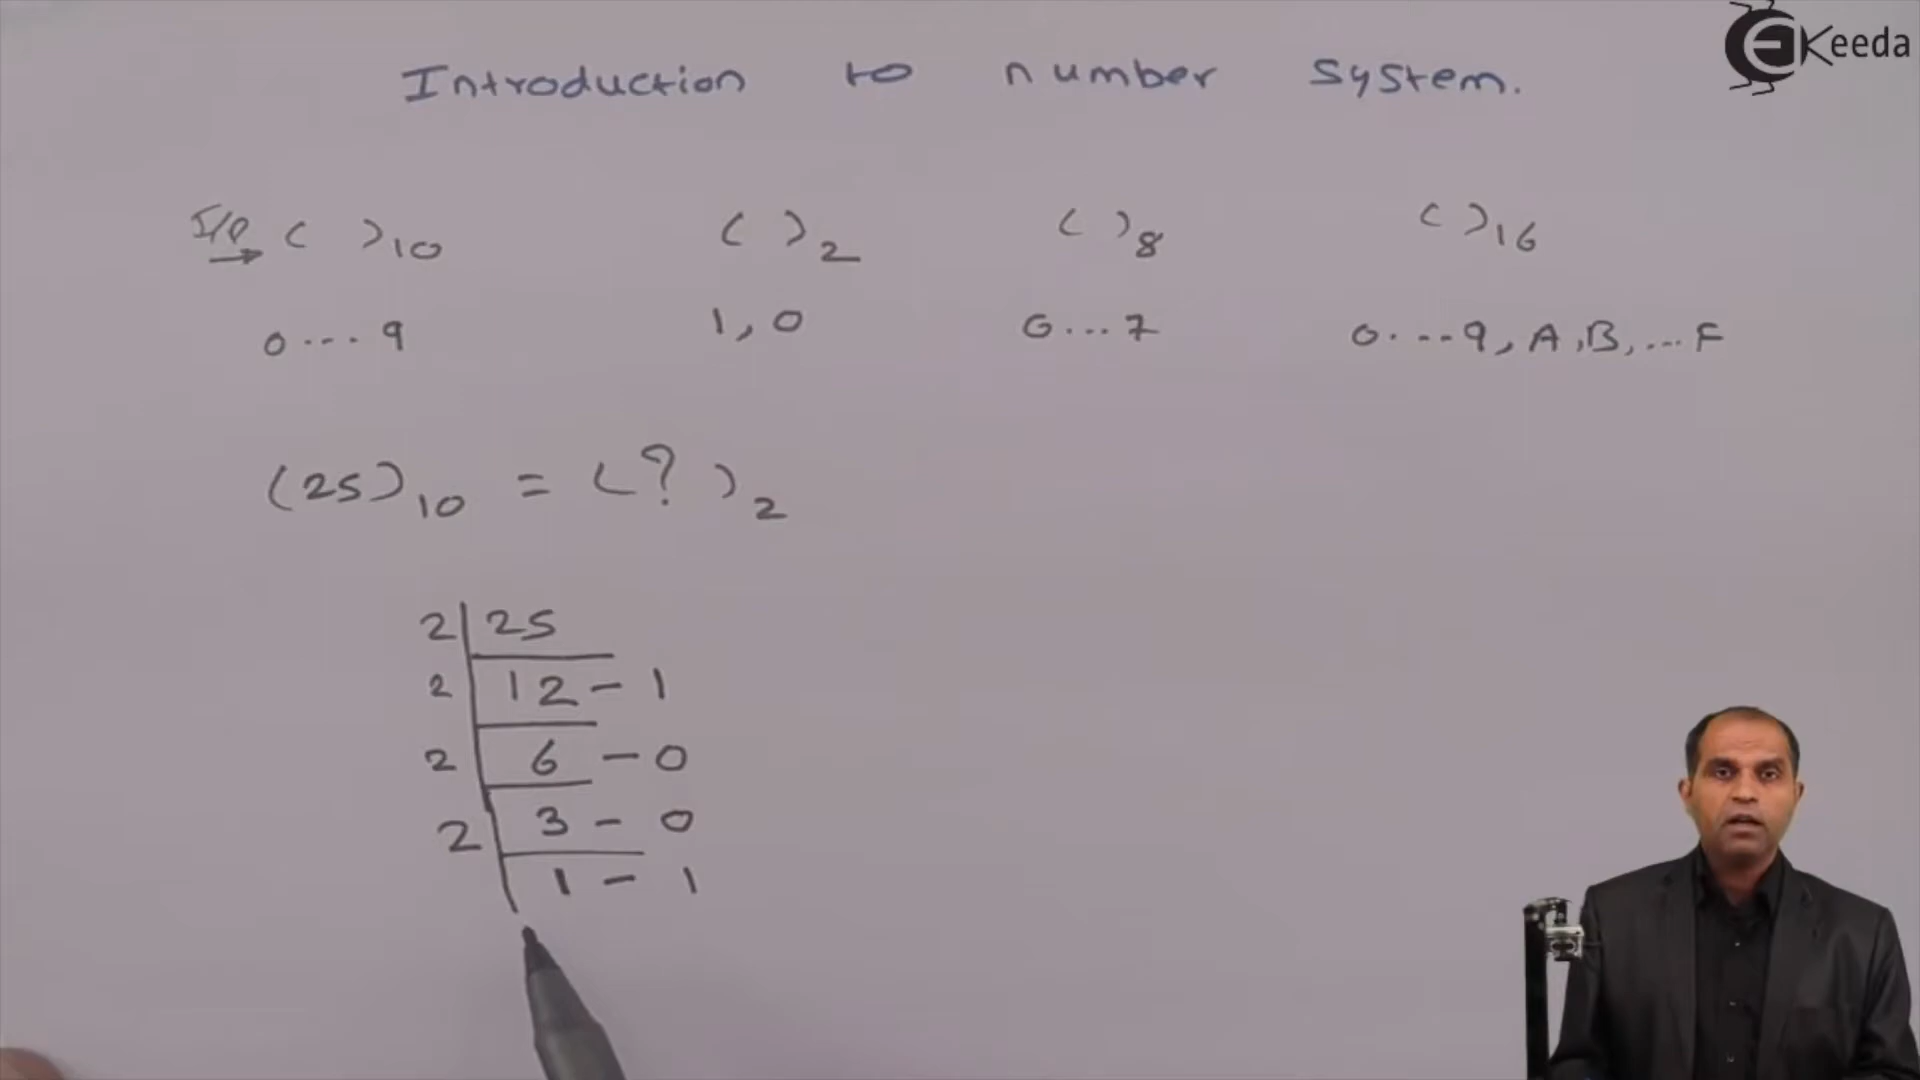 Introduction to number system.
EKeeda
I/P ( )10 ( )2 ( )8 ( )16
0...9 1,0 0...7 0...9, A,B,...F
(25)10 = (?)2
2 25
2 12 - 1
2 6 - 0
2 3 - 0
1 - 1